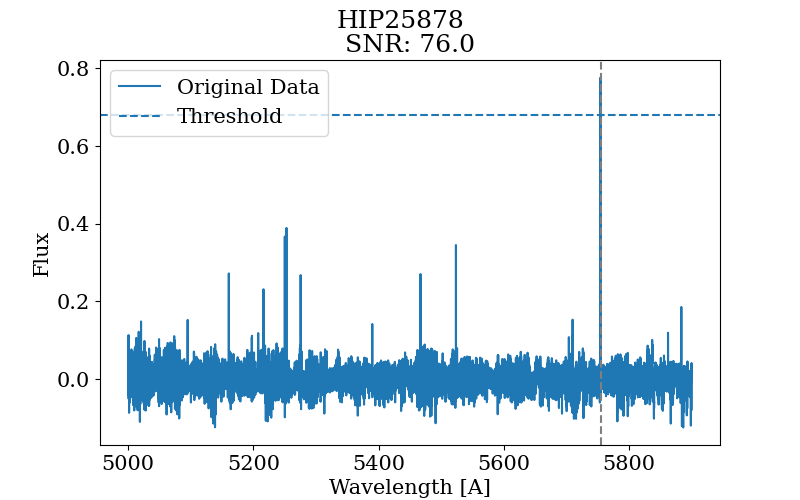 HIP25878
SNR: 76.0
Original Data
Threshold
0.8
0.6
0.4
0.2
0.0
Flux
5000 5200 5400 5600 5800
Wavelength [A]